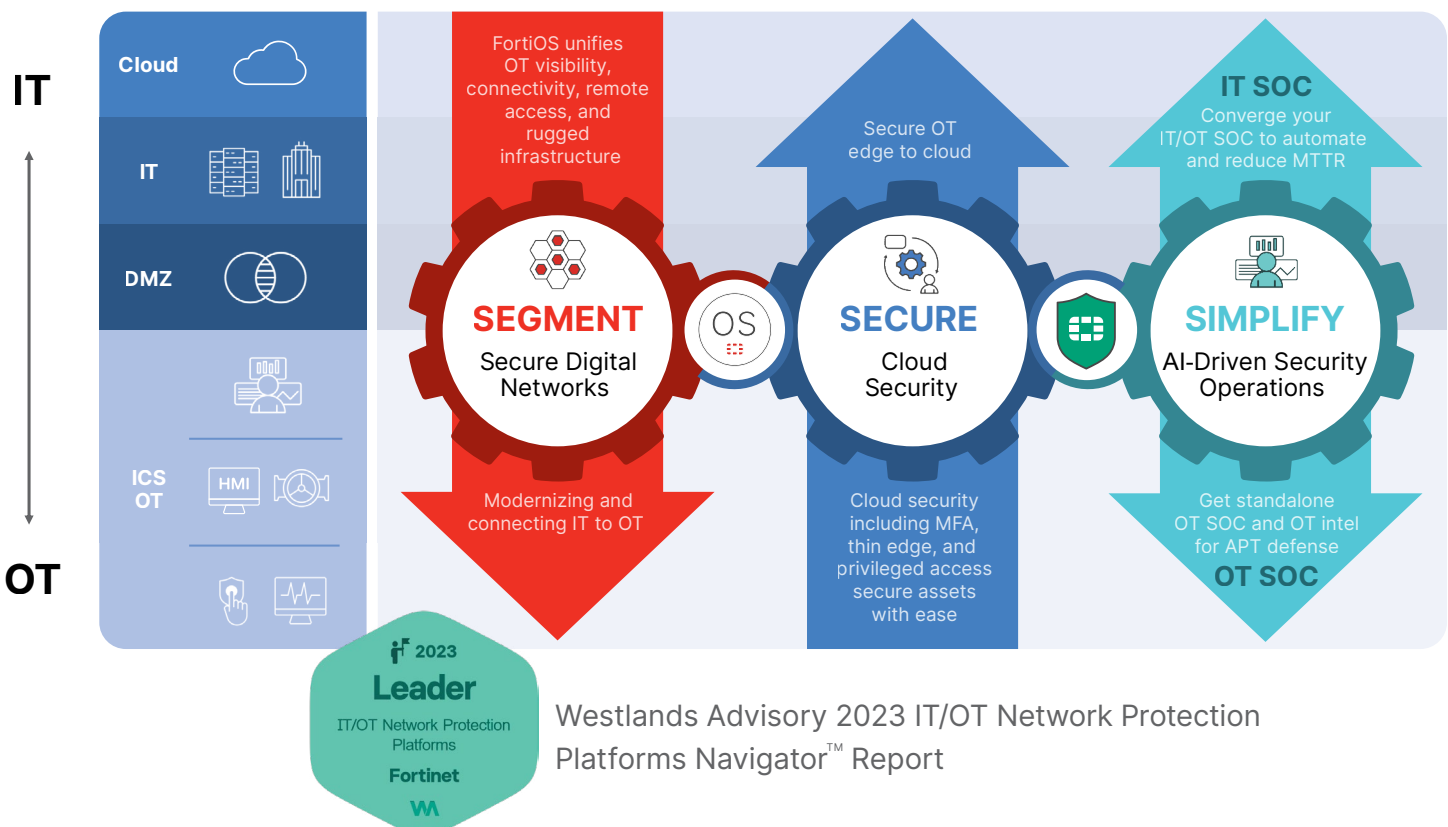 IT
OT
Cloud
IT
DMZ
ICS
OT
HMI
FortiOS unifies
OT visibility,
connectivity, remote
access, and
rugged
infrastructure
SEGMENT
Secure Digital
Networks
Modernizing and
connecting IT to OT
OS
Secure OT
edge to cloud
SECURE
Cloud
Security
Cloud security
including MFA,
thin edge, and
privileged access
secure assets
with ease
IT SOC
Converge your
IT/OT SOC to automate
and reduce MTTR
SIMPLIFY
AI-Driven Security
Operations
Get standalone
OT SOC and OT intel
for APT defense
OT SOC
2023
Leader
IT/OT Network Protection
Platforms
Fortinet
WA
Westlands Advisory 2023 IT/OT Network Protection
Platforms Navigator™ Report